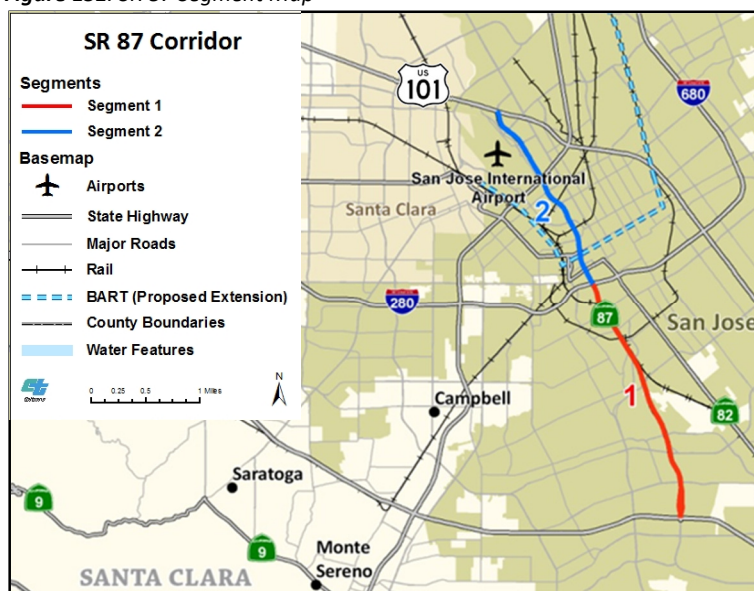 SR 87 Corridor
Segments
Segment 1
Segment 2
Basemap
Airports
State Highway
Major Roads
Rail
BART (Proposed Extension)
County Boundaries
Water Features
0 0.25 0.5 1 Miles
N
US
101
680
San Jose International
Airport
Santa Clara
2
280
87
San Jose
1
82
Campbell
Saratoga
9
9
Monte
Sereno
SANTA CLARA